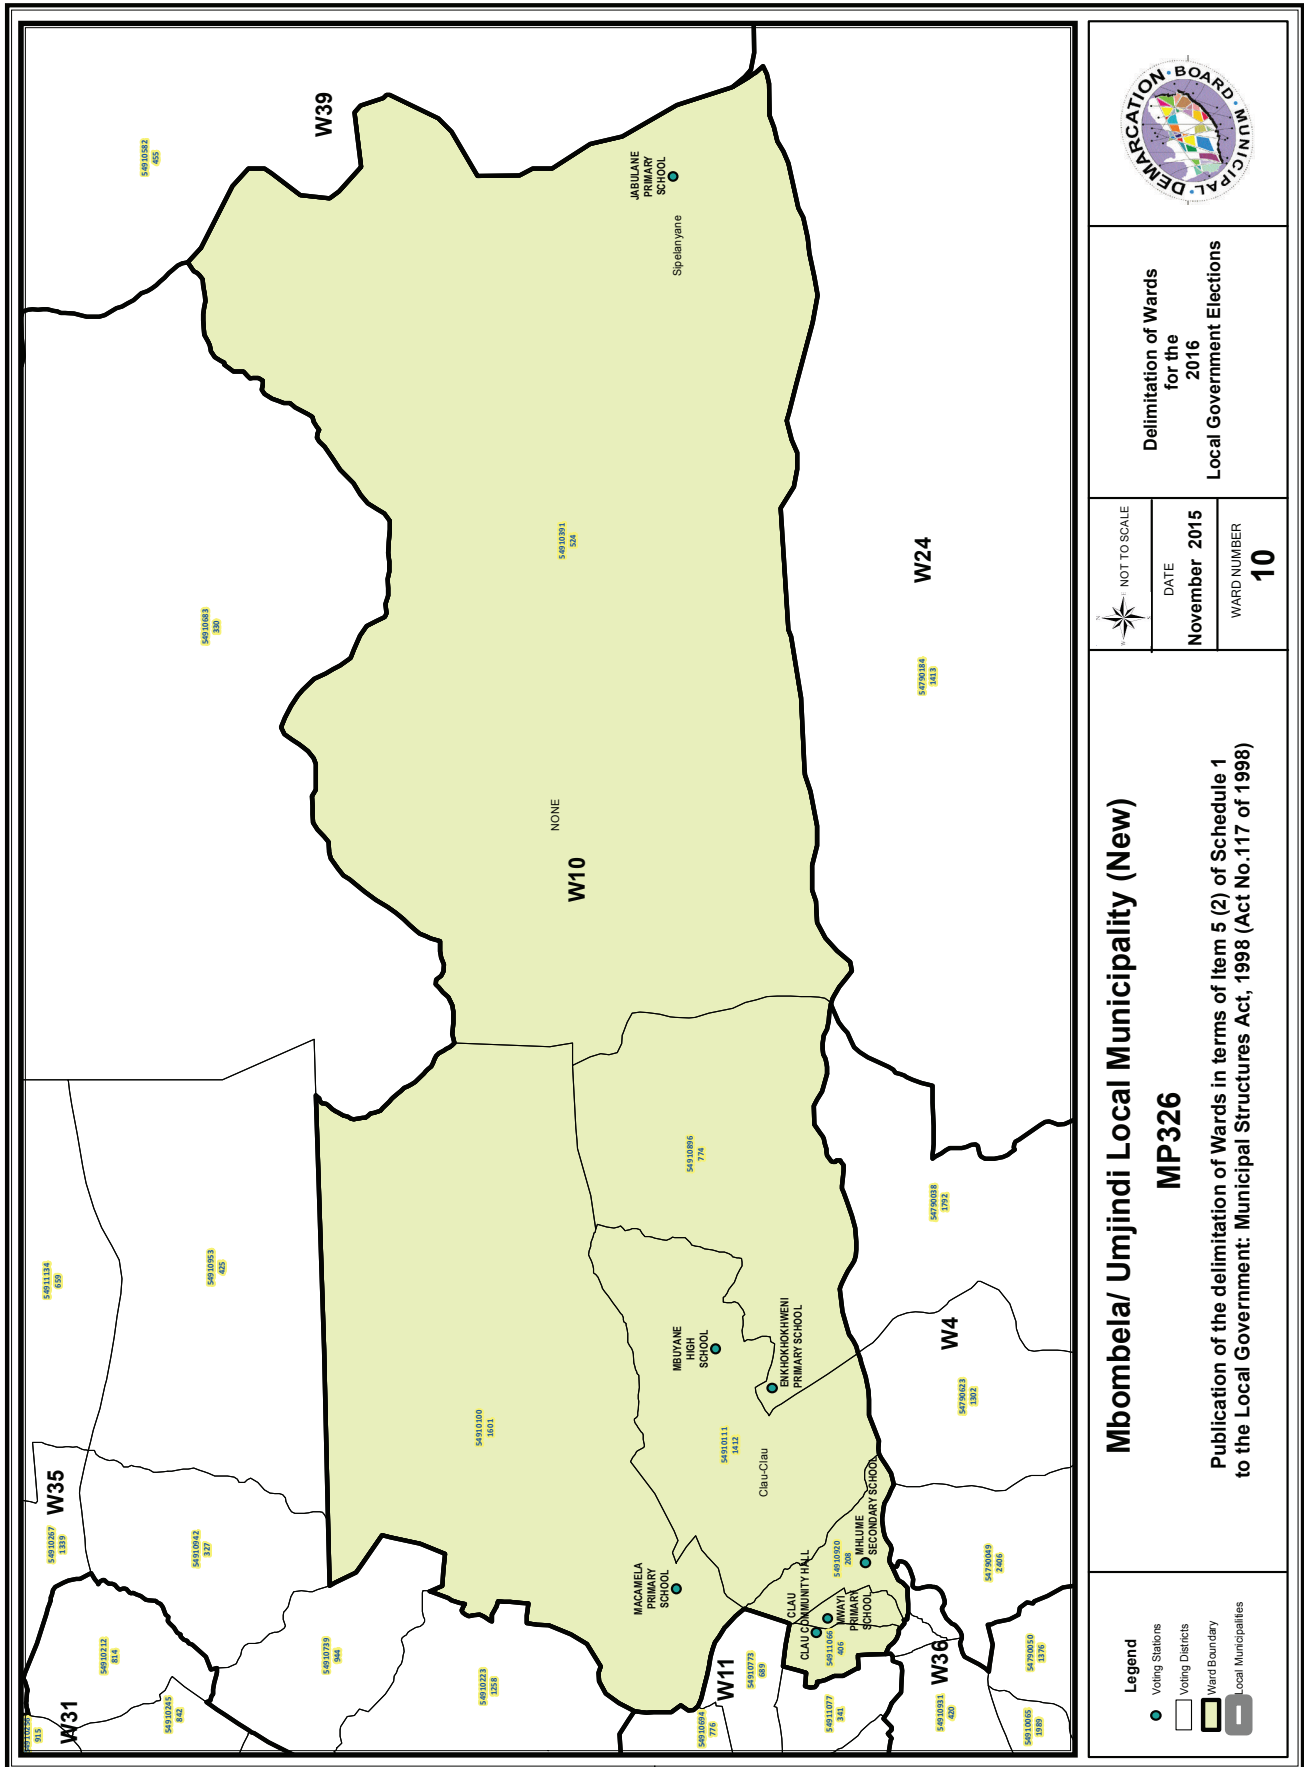 54910582
455
W39
JABULANE
PRIMARY
SCHOOL
Sipelanyane
54910683
330
54910391
524
W24
54790184
1413
NONE
W10
54910896
774
54790038
1792
54911134
659
54910953
425
MBUYANE
HIGH
SCHOOL
ENKHOKHOKHWENI
PRIMARY SCHOOL
W4
54790623
1302
54910100
1601
54910111
1412
Clau-Clau
W35
54910267
1339
54910942
327
MACAMELA
PRIMARY
SCHOOL
CLAU
CLAU COMMUNITY HALL
54910920
208
MHLUME
SECONDARY SCHOOL
MWAYI
PRIMARY
SCHOOL
54911066
406
54790049
2406
54910212
814
54910739
944
54910223
1258
W11
54910773
689
W36
54790050
1376
W31
915
54910245
842
54910694
776
54911077
341
54910931
420
54910065
1989
MUNICIPAL • DEMARCATION • BOARD
Delimitation of Wards
for the
2016
Local Government Elections
N
E
S
W
NOT TO SCALE
DATE
November 2015
WARD NUMBER
10
Mbombela/ Umjindi Local Municipality (New)
MP326
Publication of the delimitation of Wards in terms of Item 5 (2) of Schedule 1
to the Local Government: Municipal Structures Act, 1998 (Act No.117 of 1998)
Legend
Voting Stations
Voting Districts
Ward Boundary
Local Municipalities